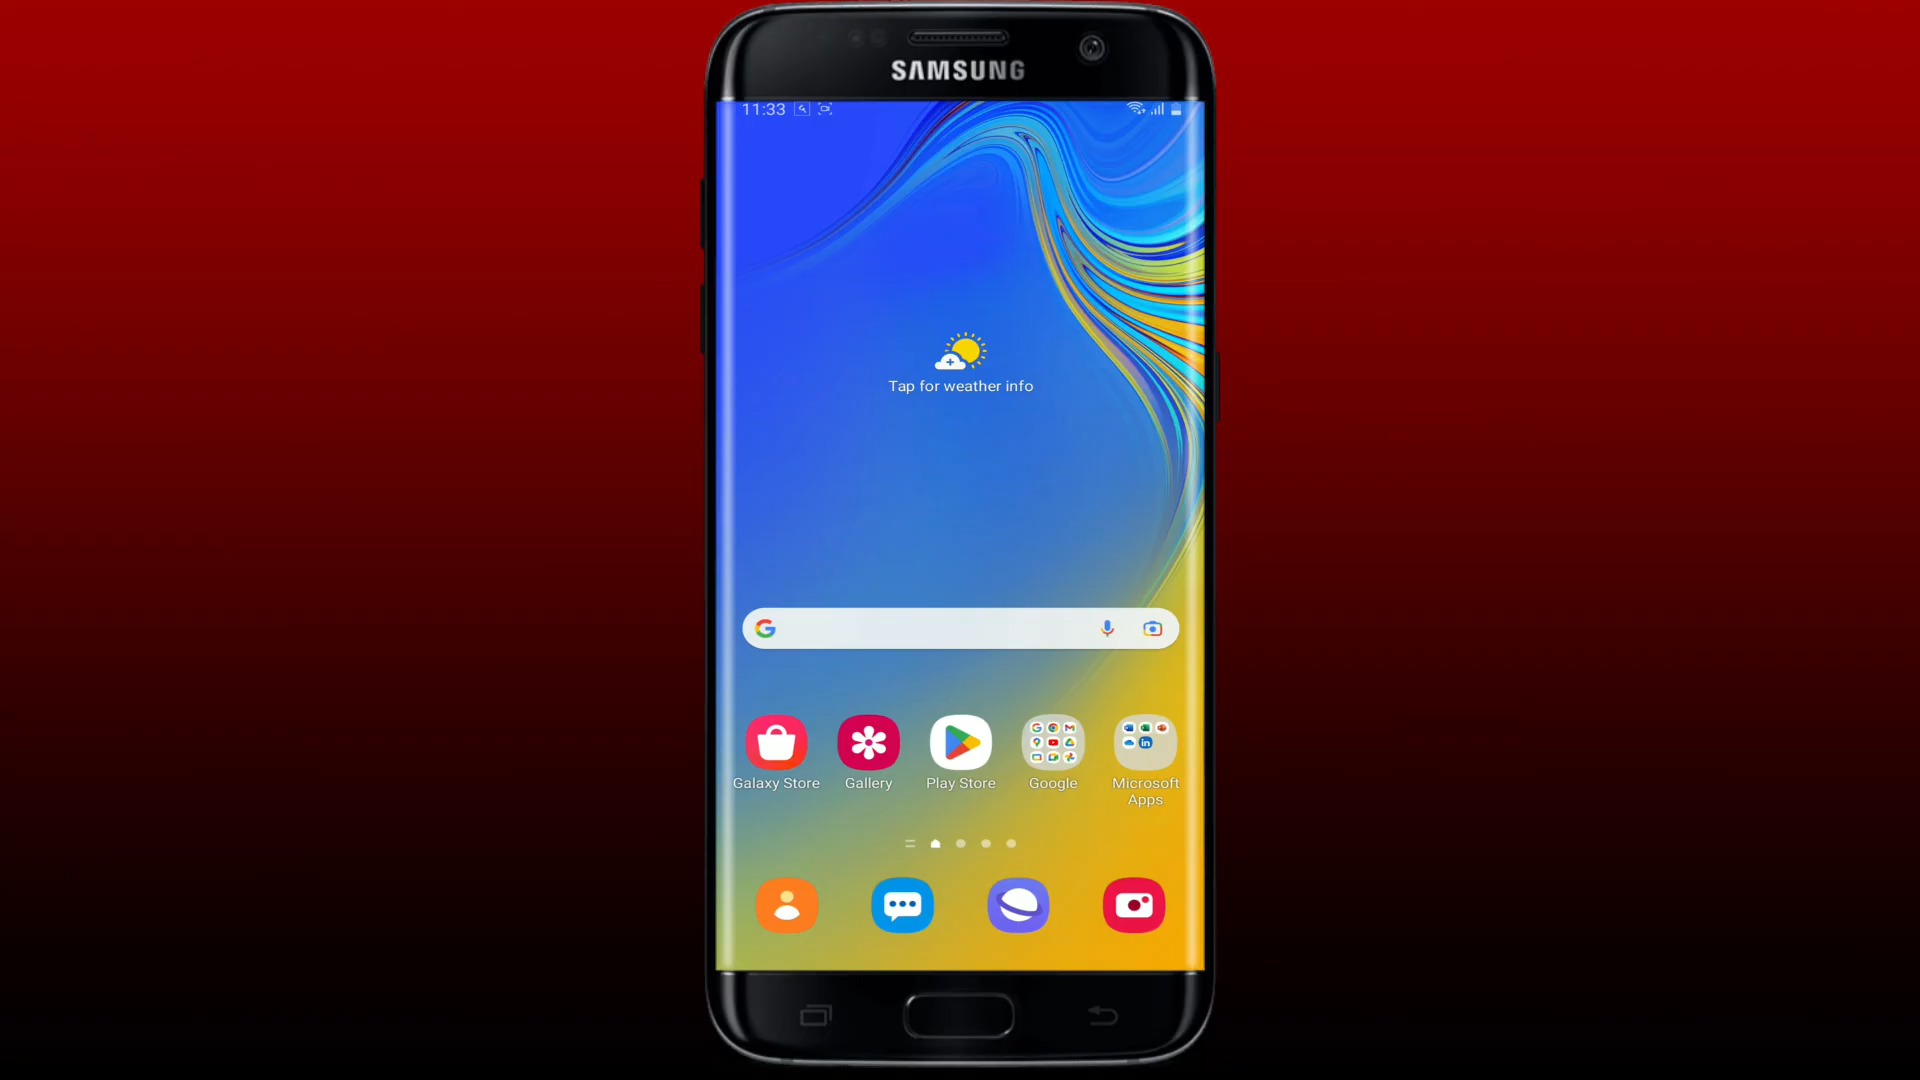 SAMSUNG
11:33
Tap for weather info
Galaxy Store
Gallery
Play Store
Google
Microsoft
Apps